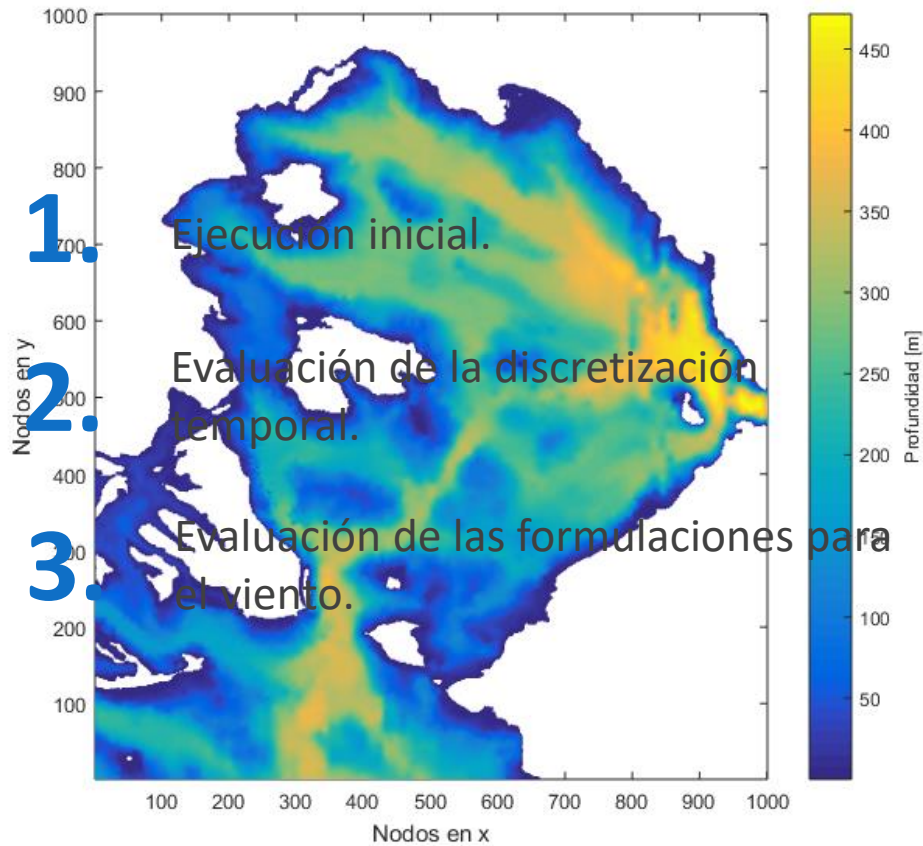 1000
900
800
700
600
500
400
300
200
100
Nodos en y
1. Ejecución inicial.
2. Evaluación de la discretización
temporal.
3. Evaluación de las formulaciones para
el viento.
100 200 300 400 500 600 700 800 900 1000
Nodos en x
450
400
350
300
250
200
150
100
50
Profundidad [m]